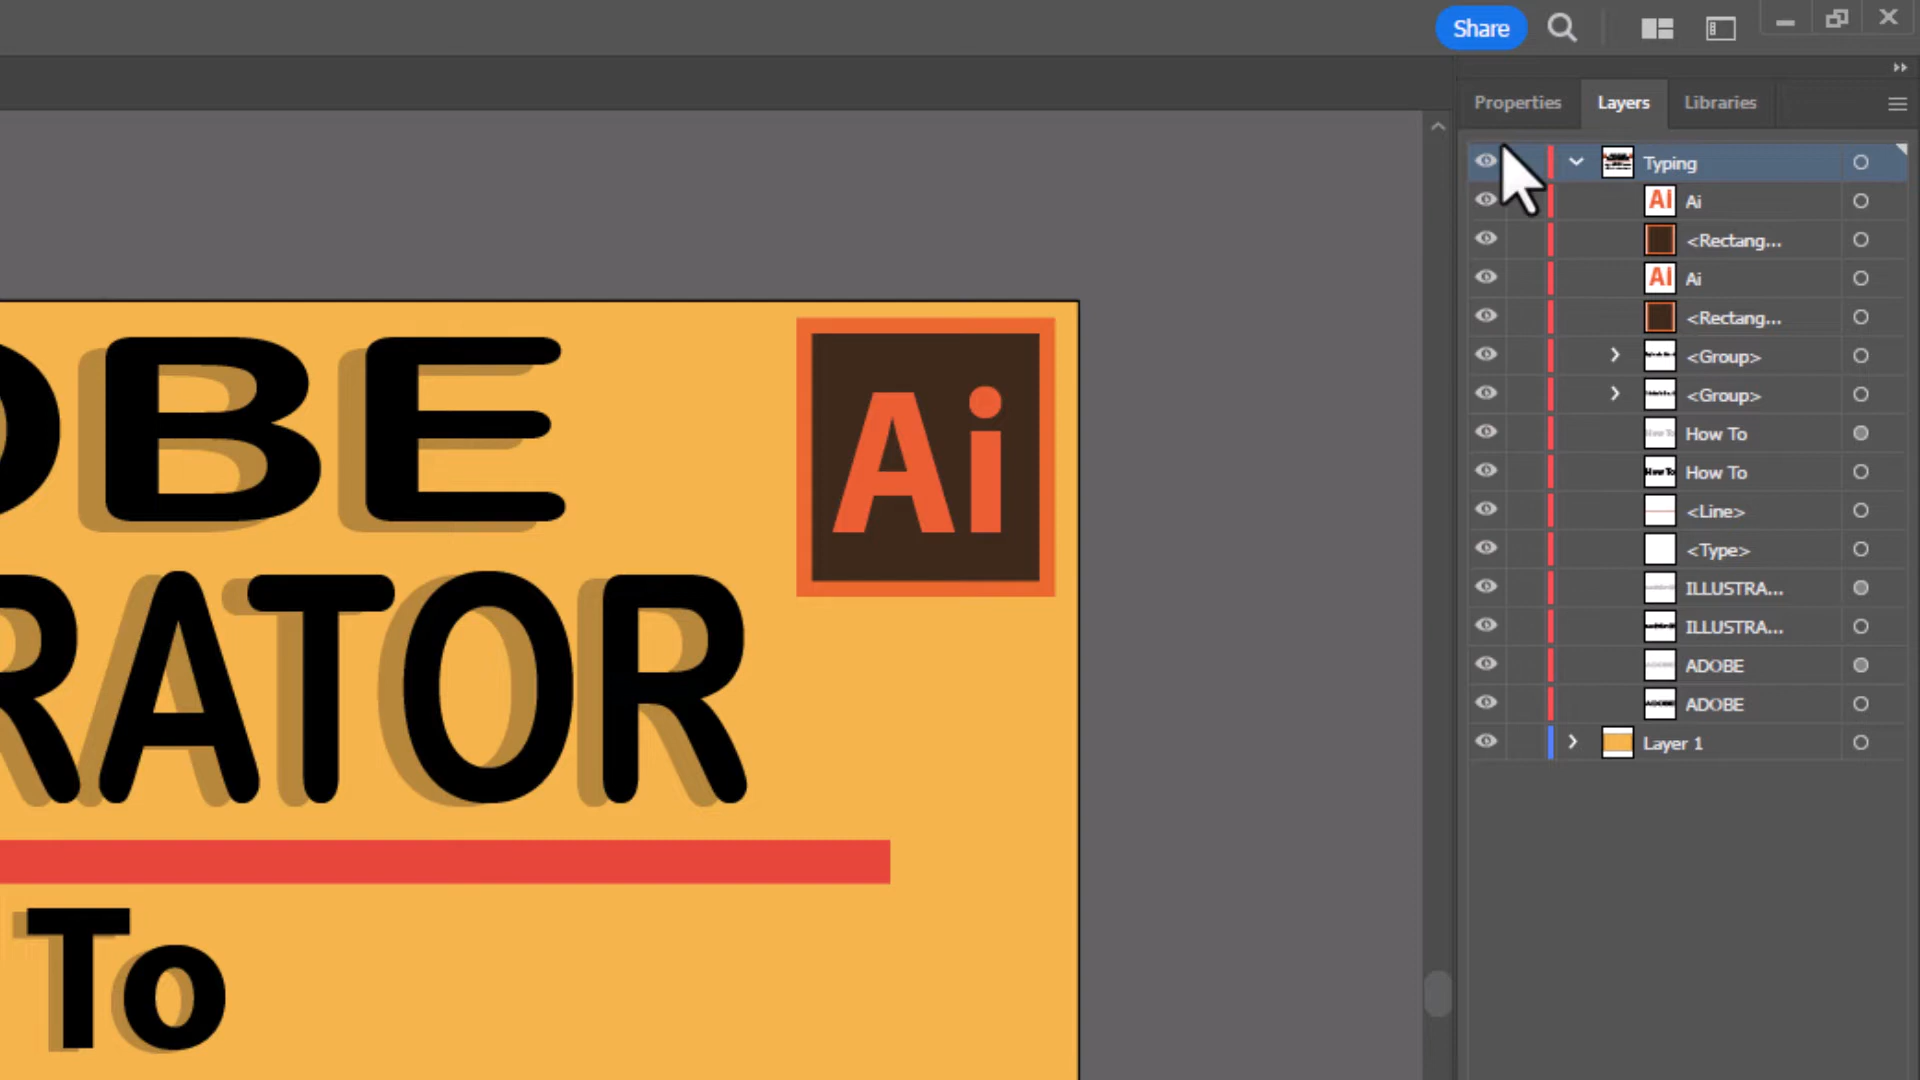 Share
Properties
Layers
Libraries
Typing
Ai
<Rectang...
Ai
<Rectang...
<Group>
<Group>
How To
How To
<Line>
<Type>
ILLUSTRA...
ILLUSTRA...
ADOBE
ADOBE
Layer 1
OBE
Ai
RATOR
To